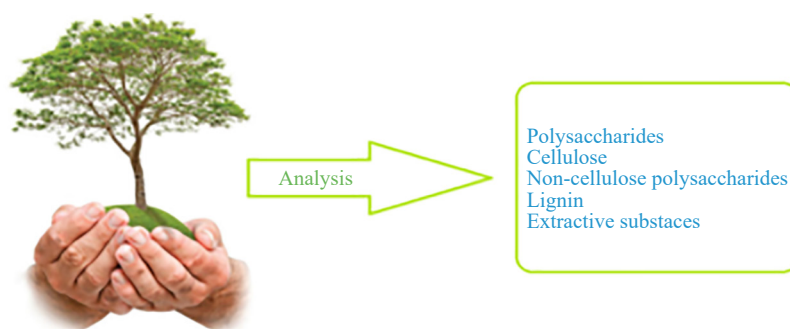 Analysis
Polysaccharides
Cellulose
Non-cellulose polysaccharides
Lignin
Extractive substaces